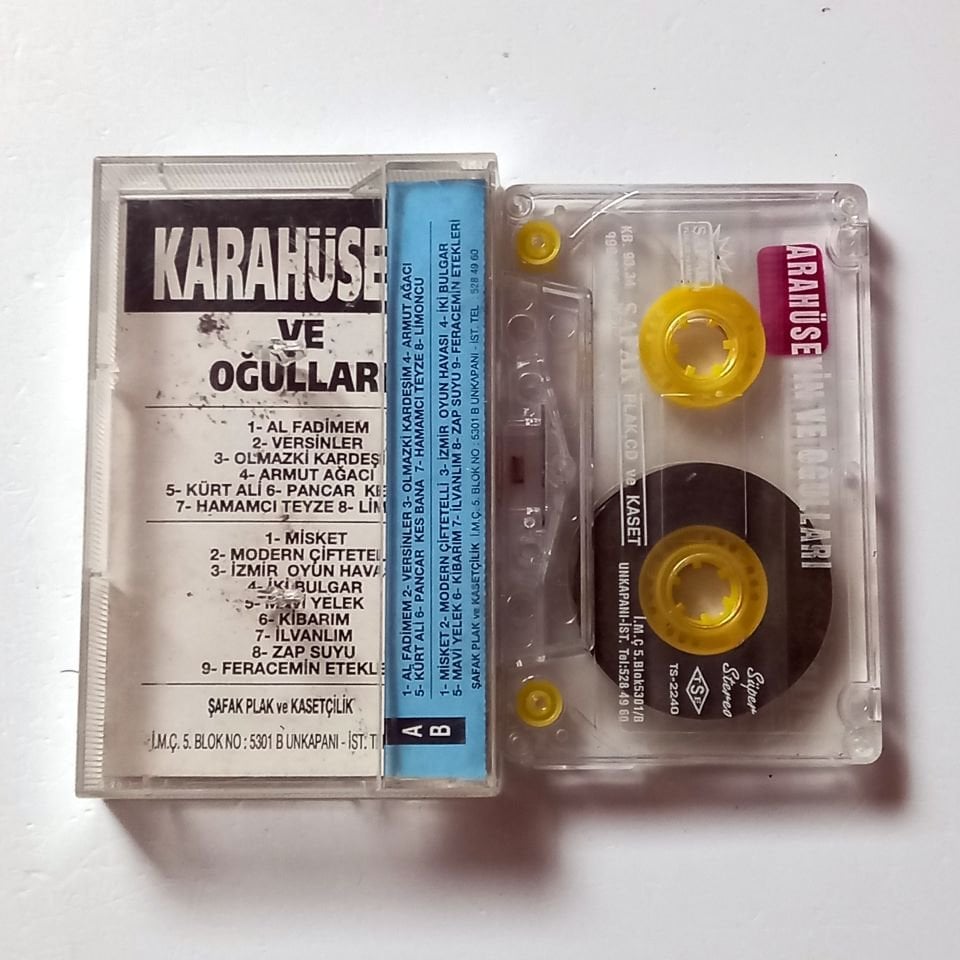 KARAHÜSE
VE
OĞULLARI
1- AL FADİMEM
2- VERSİNLER
3- OLMAZKİ KARDEŞİ
4- ARMUT AĞACI
5- KÜRT ALİ 6- PANCAR KE
7- HAMAMCI TEYZE 8- LİM
1- MİSKET
2- MODERN ÇİFTETEL
3- İZMİR OYUN HAVA
4- İKİ BULGAR
5- MAVİ YELEK
6- KİBARIM
7- İLVANLIM
8- ZAP SUYU
9- FERACEMİN ETEKLE
ŞAFAK PLAK ve KASETÇİLİK
İ.M.Ç. 5. BLOK NO : 5301 B UNKAPANI - İST. TE
A
1- AL FADİMEM 2- VERSİNLER 3- OLMAZKİ KARDEŞİM 4- ARMUT AĞACI
5- KÜRT ALİ 6- PANCAR KES BANA 7- HAMAMCI TEYZE 8- LİMONCU
B
1- MİSKET 2- MODERN ÇİFTETELLİ 3- İZMİR OYUN HAVASI 4- İKİ BULGAR
5- MAVİ YELEK 6- KİBARIM 7- İLVANLIM 8- ZAP SUYU 9- FERACEMİN ETEKLERİ
ŞAFAK PLAK ve KASETÇİLİK İ.M.Ç. 5. BLOK NO : 5301 B UNKAPANI - İST. TEL 528 49 60
ARAHÜSEYİN VE OĞULLARI
ŞAFAK PLAK, CD ve KASET
İ.M.Ç 5.Blok5301/B
UNKAPANI-İST. Tel:528 49 60
Süper
Stereo
TS-2240